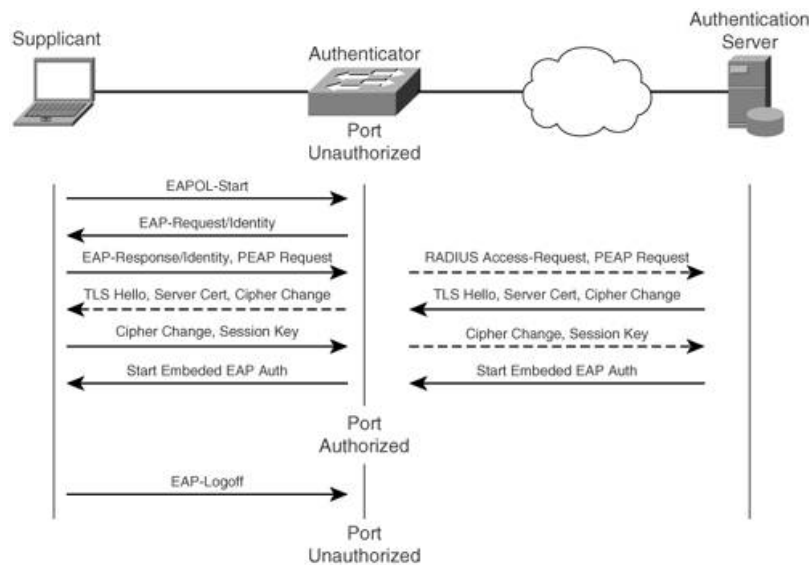 Supplicant
Authenticator
Authentication
Server
Port
Unauthorized
EAPOL-Start
EAP-Request/Identity
EAP-Response/Identity, PEAP Request
RADIUS Access-Request, PEAP Request
TLS Hello, Server Cert, Cipher Change
TLS Hello, Server Cert, Cipher Change
Cipher Change, Session Key
Cipher Change, Session Key
Start Embeded EAP Auth
Start Embeded EAP Auth
Port
Authorized
EAP-Logoff
Port
Unauthorized